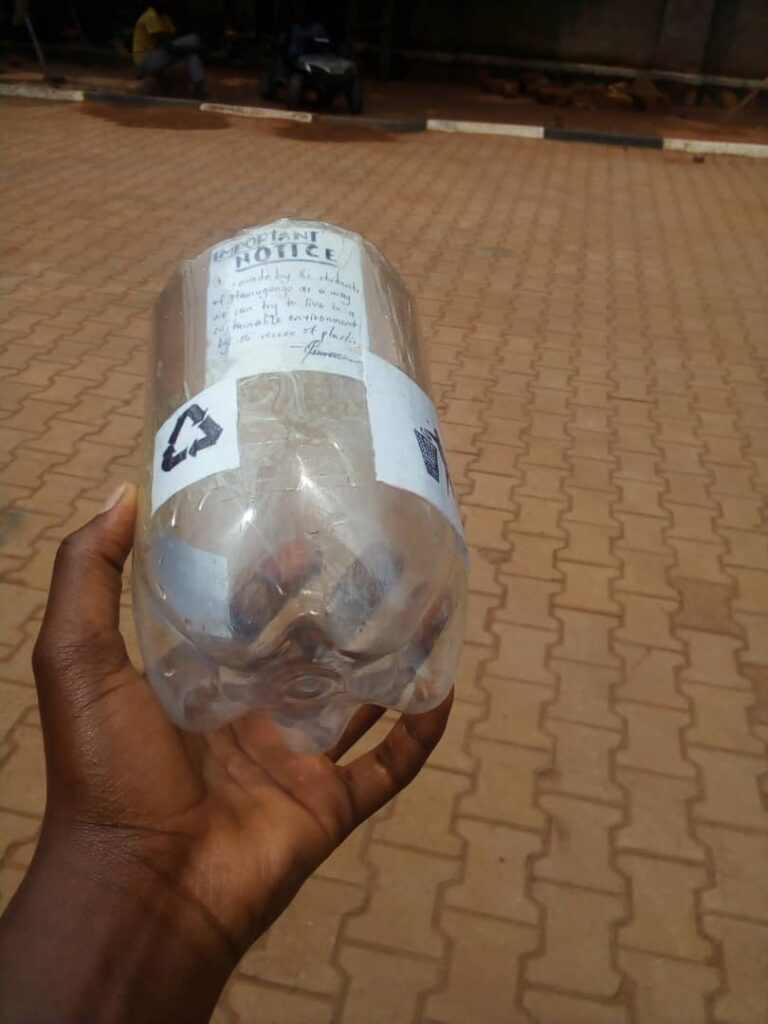 IMPORTANT
NOTICE
made by the students
of Namugongo as a way
we can try to live in a
sustainable environment
by the reuse of plastic